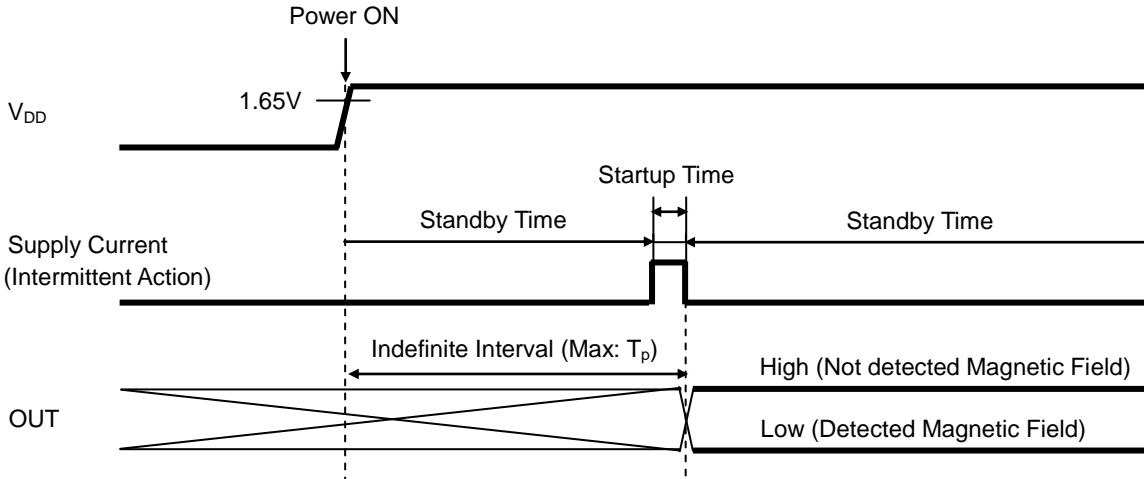 Power ON
1.65V
VDD
Startup Time
Standby Time
Standby Time
Supply Current
(Intermittent Action)
Indefinite Interval (Max: Tp)
High (Not detected Magnetic Field)
OUT
Low (Detected Magnetic Field)